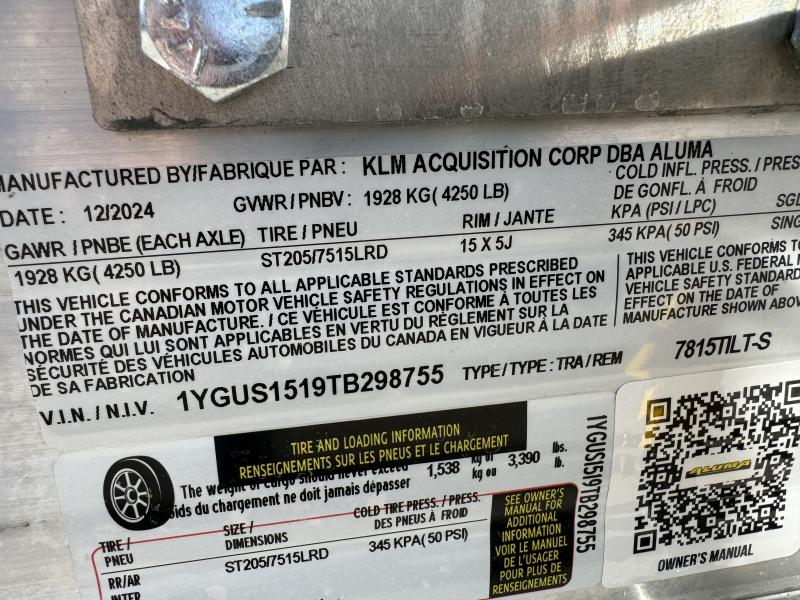 MANUFACTURED BY/FABRIQUE PAR : KLM ACQUISITION CORP DBA ALUMA
DATE : 12/2024 GVWR / PNBV : 1928 KG( 4250 LB) COLD INFL. PRESS. / PRESS.
DE GONFL. À FROID
GAWR / PNBE (EACH AXLE) TIRE / PNEU RIM / JANTE KPA (PSI / LPC) SGL
1928 KG( 4250 LB) ST205/7515LRD 15 X 5J 345 KPA( 50 PSI) SING
THIS VEHICLE CONFORMS TO ALL APPLICABLE STANDARDS PRESCRIBED
UNDER THE CANADIAN MOTOR VEHICLE SAFETY REGULATIONS IN EFFECT ON
THE DATE OF MANUFACTURE. / CE VÉHICULE EST CONFORME À TOUTES LES
NORMES QUI LUI SONT APPLICABLES EN VERTU DU RÈGLEMENT SUR LA
SÉCURITÉ DES VÉHICULES AUTOMOBILES DU CANADA EN VIGUEUR À LA DATE
DE SA FABRICATION
THIS VEHICLE CONFORMS TO
APPLICABLE U.S. FEDERAL
VEHICLE SAFETY STANDARD
EFFECT ON THE DATE OF
MANUFACTURE SHOWN ABOV
V.I.N. / N.I.V. 1YGUS1519TB298755 TYPE / TYPE : TRA / REM 7815TILT-S
TIRE AND LOADING INFORMATION
RENSEIGNEMENTS SUR LES PNEUS ET LE CHARGEMENT
The weight of cargo should never exceed 1,538 kg or 3,390 lbs.
Poids du chargement ne doit jamais dépasser kg ou lb.
TIRE / SIZE / COLD TIRE PRESS. / PRESS.
PNEU DIMENSIONS DES PNEUS À FROID
RR/AR ST205/7515LRD 345 KPA( 50 PSI)
INTER
SEE OWNER'S
MANUAL FOR
ADDITIONAL
INFORMATION
VOIR LE MANUEL
DE L'USAGER
POUR PLUS DE
RENSEIGNEMENTS
1YGUS1519TB298755
ALUMA
OWNER'S MANUAL